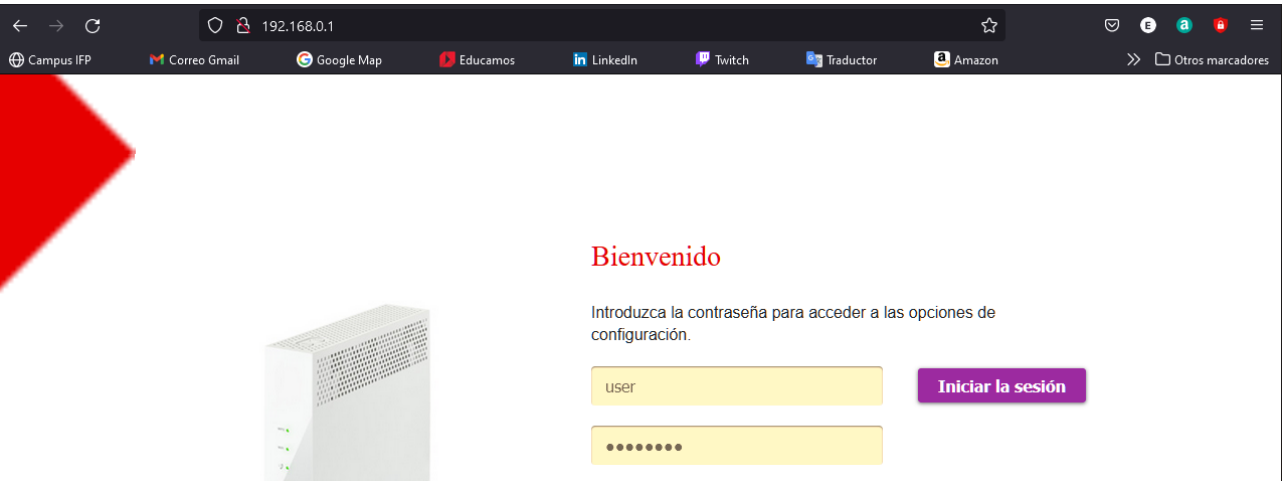 192.168.0.1
E
a
Campus IFP
Correo Gmail
Google Map
Educamos
in LinkedIn
Twitch
Traductor
a Amazon
Otros marcadores
Bienvenido
Introduzca la contraseña para acceder a las opciones de
configuración.
user
Iniciar la sesión
●●●●●●●●